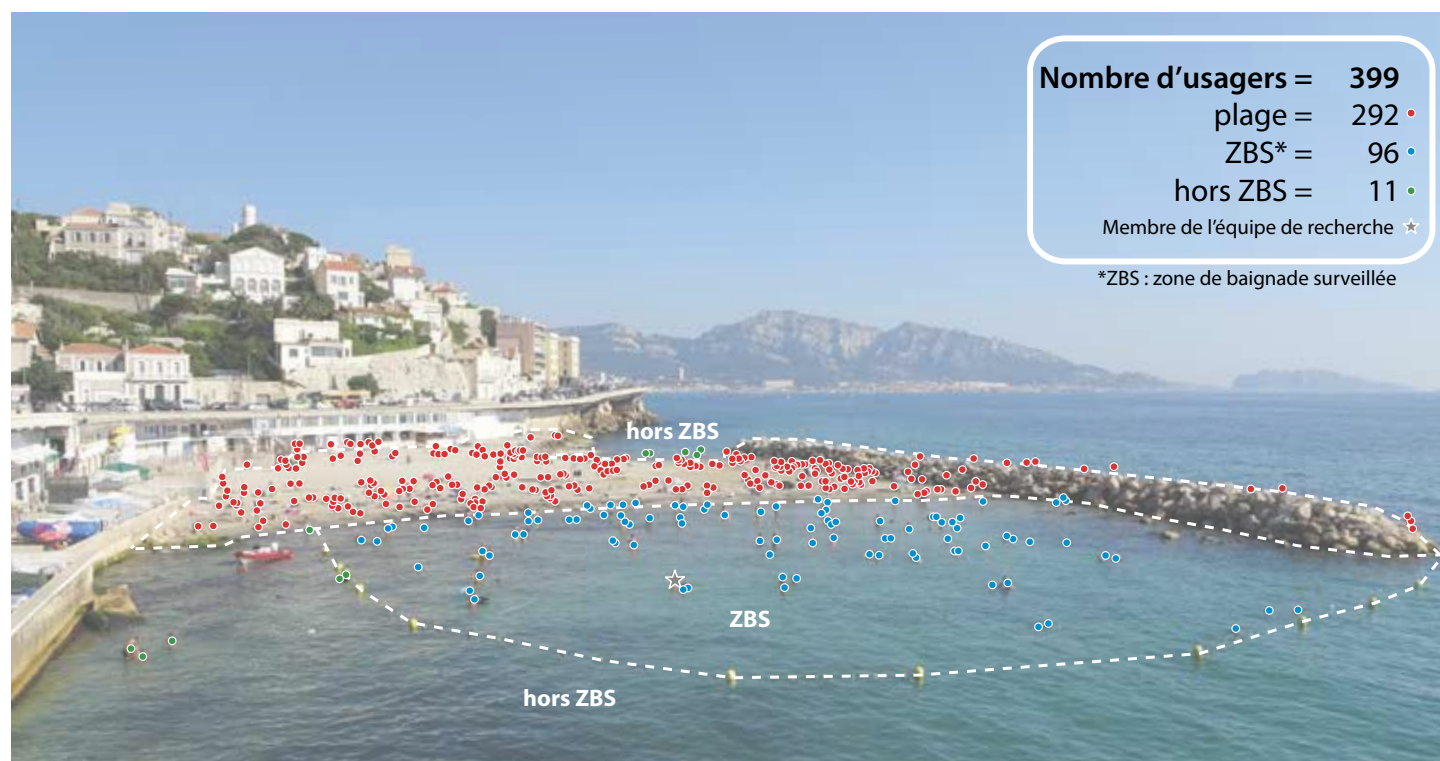 Nombre d'usagers = 399
plage = 292
ZBS* = 96
hors ZBS = 11
Membre de l'équipe de recherche
*ZBS : zone de baignade surveillée
hors ZBS
ZBS
hors ZBS